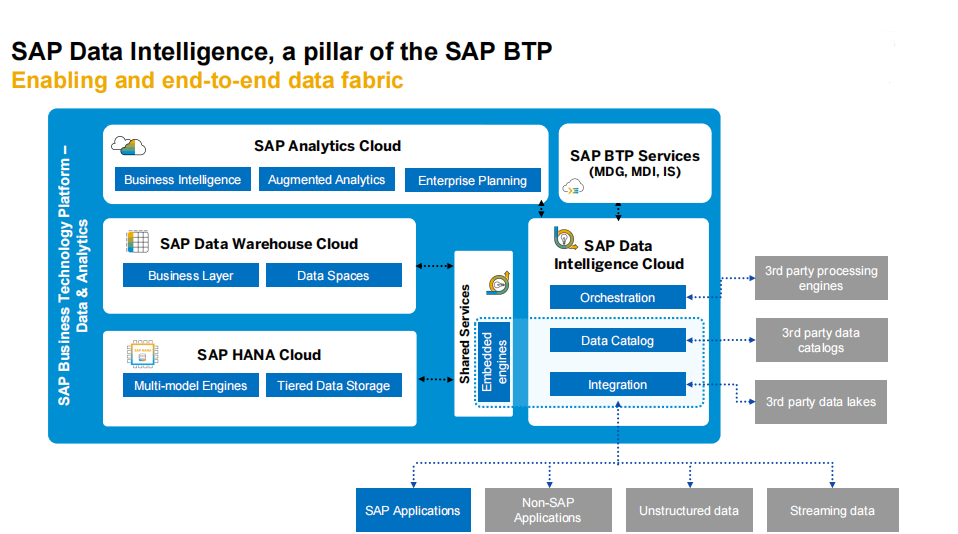 SAP Data Intelligence, a pillar of the SAP BTP
Enabling and end-to-end data fabric
SAP Business Technology Platform –
Data & Analytics
SAP Analytics Cloud
Business Intelligence
Augmented Analytics
Enterprise Planning
SAP BTP Services
(MDG, MDI, IS)
SAP Data Warehouse Cloud
Business Layer
Data Spaces
SAP HANA Cloud
Multi-model Engines
Tiered Data Storage
Shared Services
Embedded
engines
SAP Data
Intelligence Cloud
Orchestration
Data Catalog
Integration
3rd party processing
engines
3rd party data
catalogs
3rd party data lakes
SAP Applications
Non-SAP
Applications
Unstructured data
Streaming data